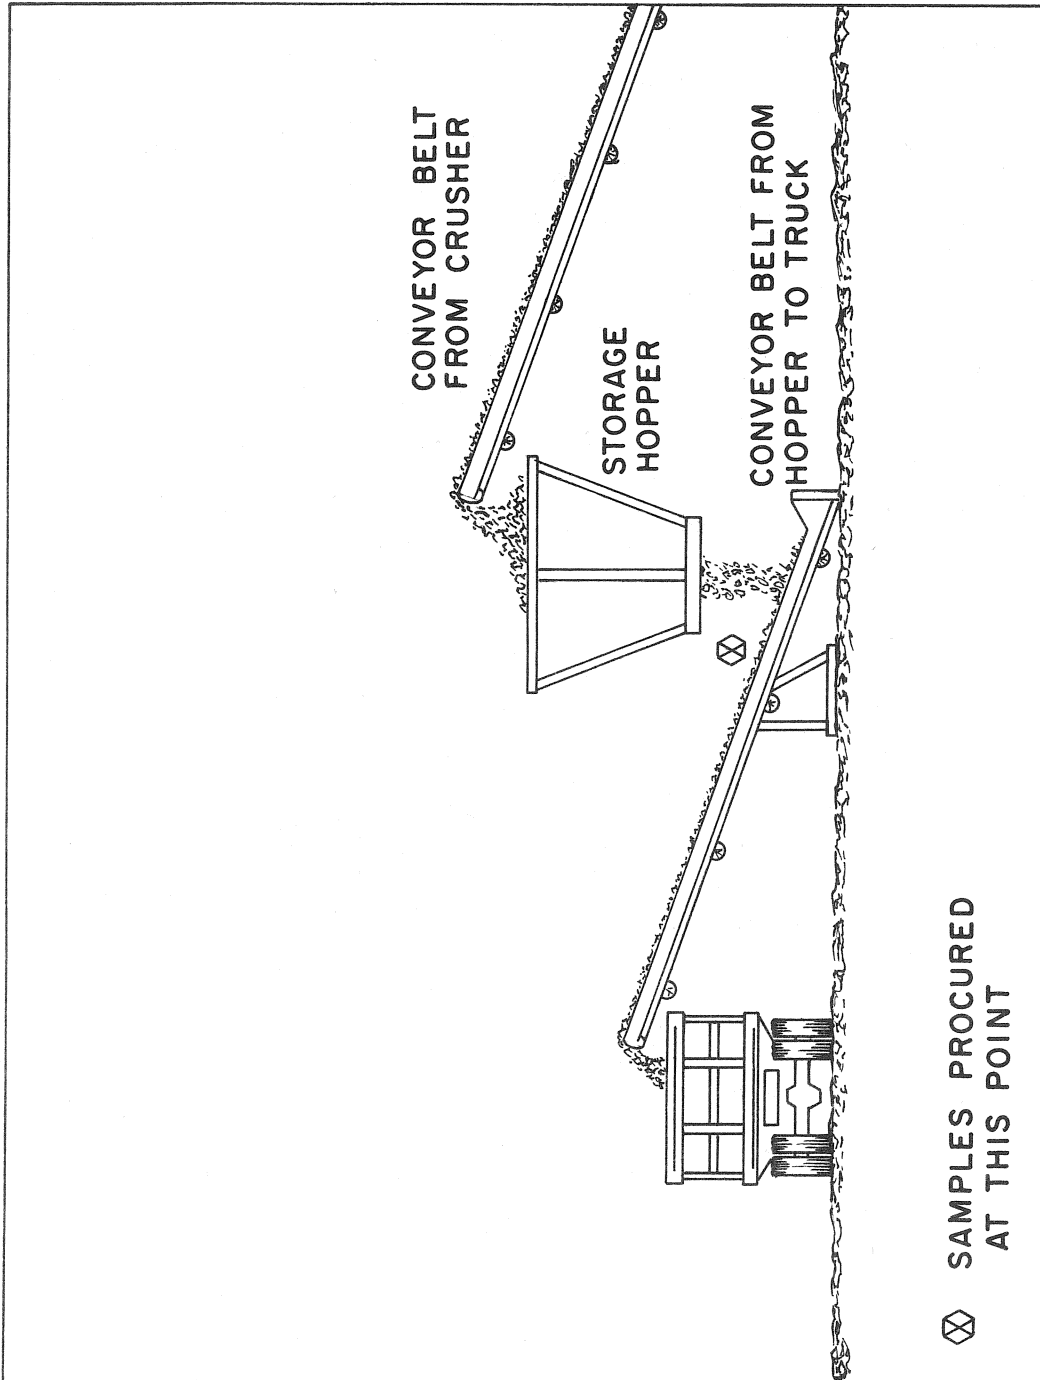 CONVEYOR BELT
FROM CRUSHER
STORAGE
HOPPER
CONVEYOR BELT FROM
HOPPER TO TRUCK
SAMPLES PROCURED
AT THIS POINT